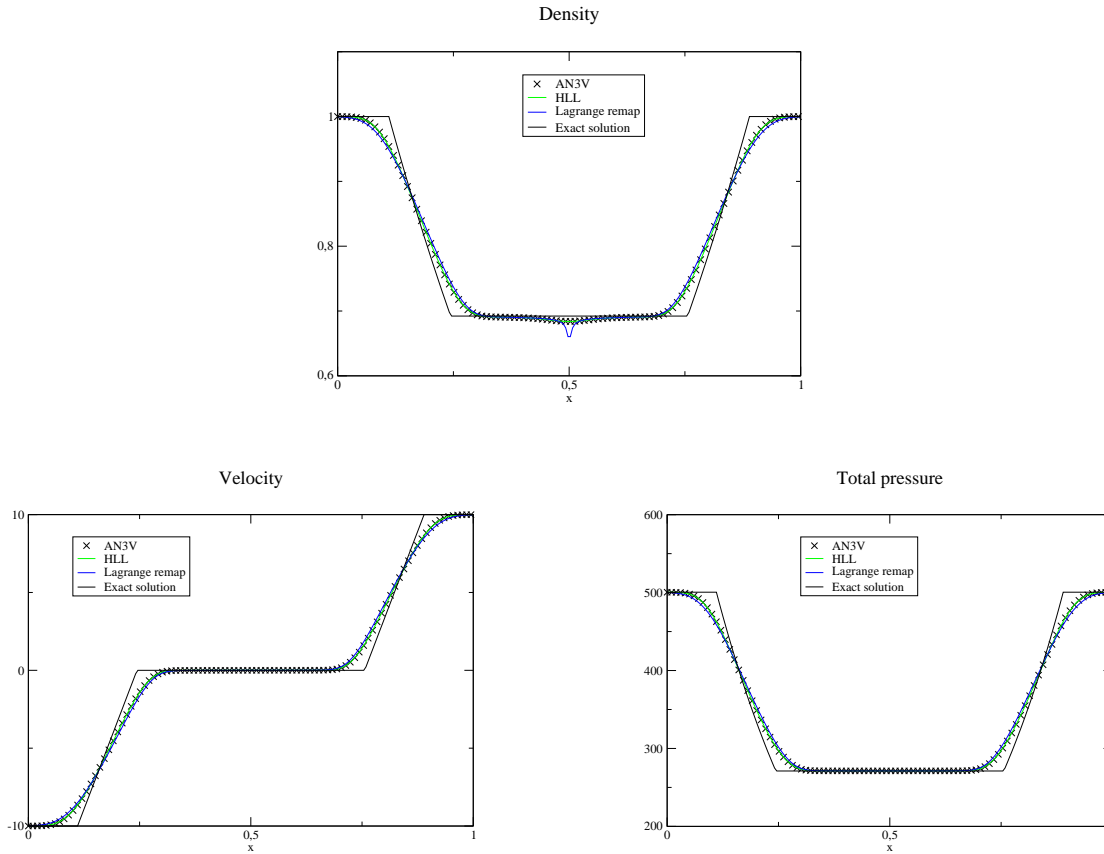 Density
AN3V
HLL
Lagrange remap
Exact solution
1
0,8
0,6
0
0,5
1
x
Velocity
10
AN3V
HLL
Lagrange remap
Exact solution
0
-10
0
0,5
1
x
Total pressure
600
AN3V
HLL
Lagrange remap
Exact solution
500
400
300
200
0
0,5
x